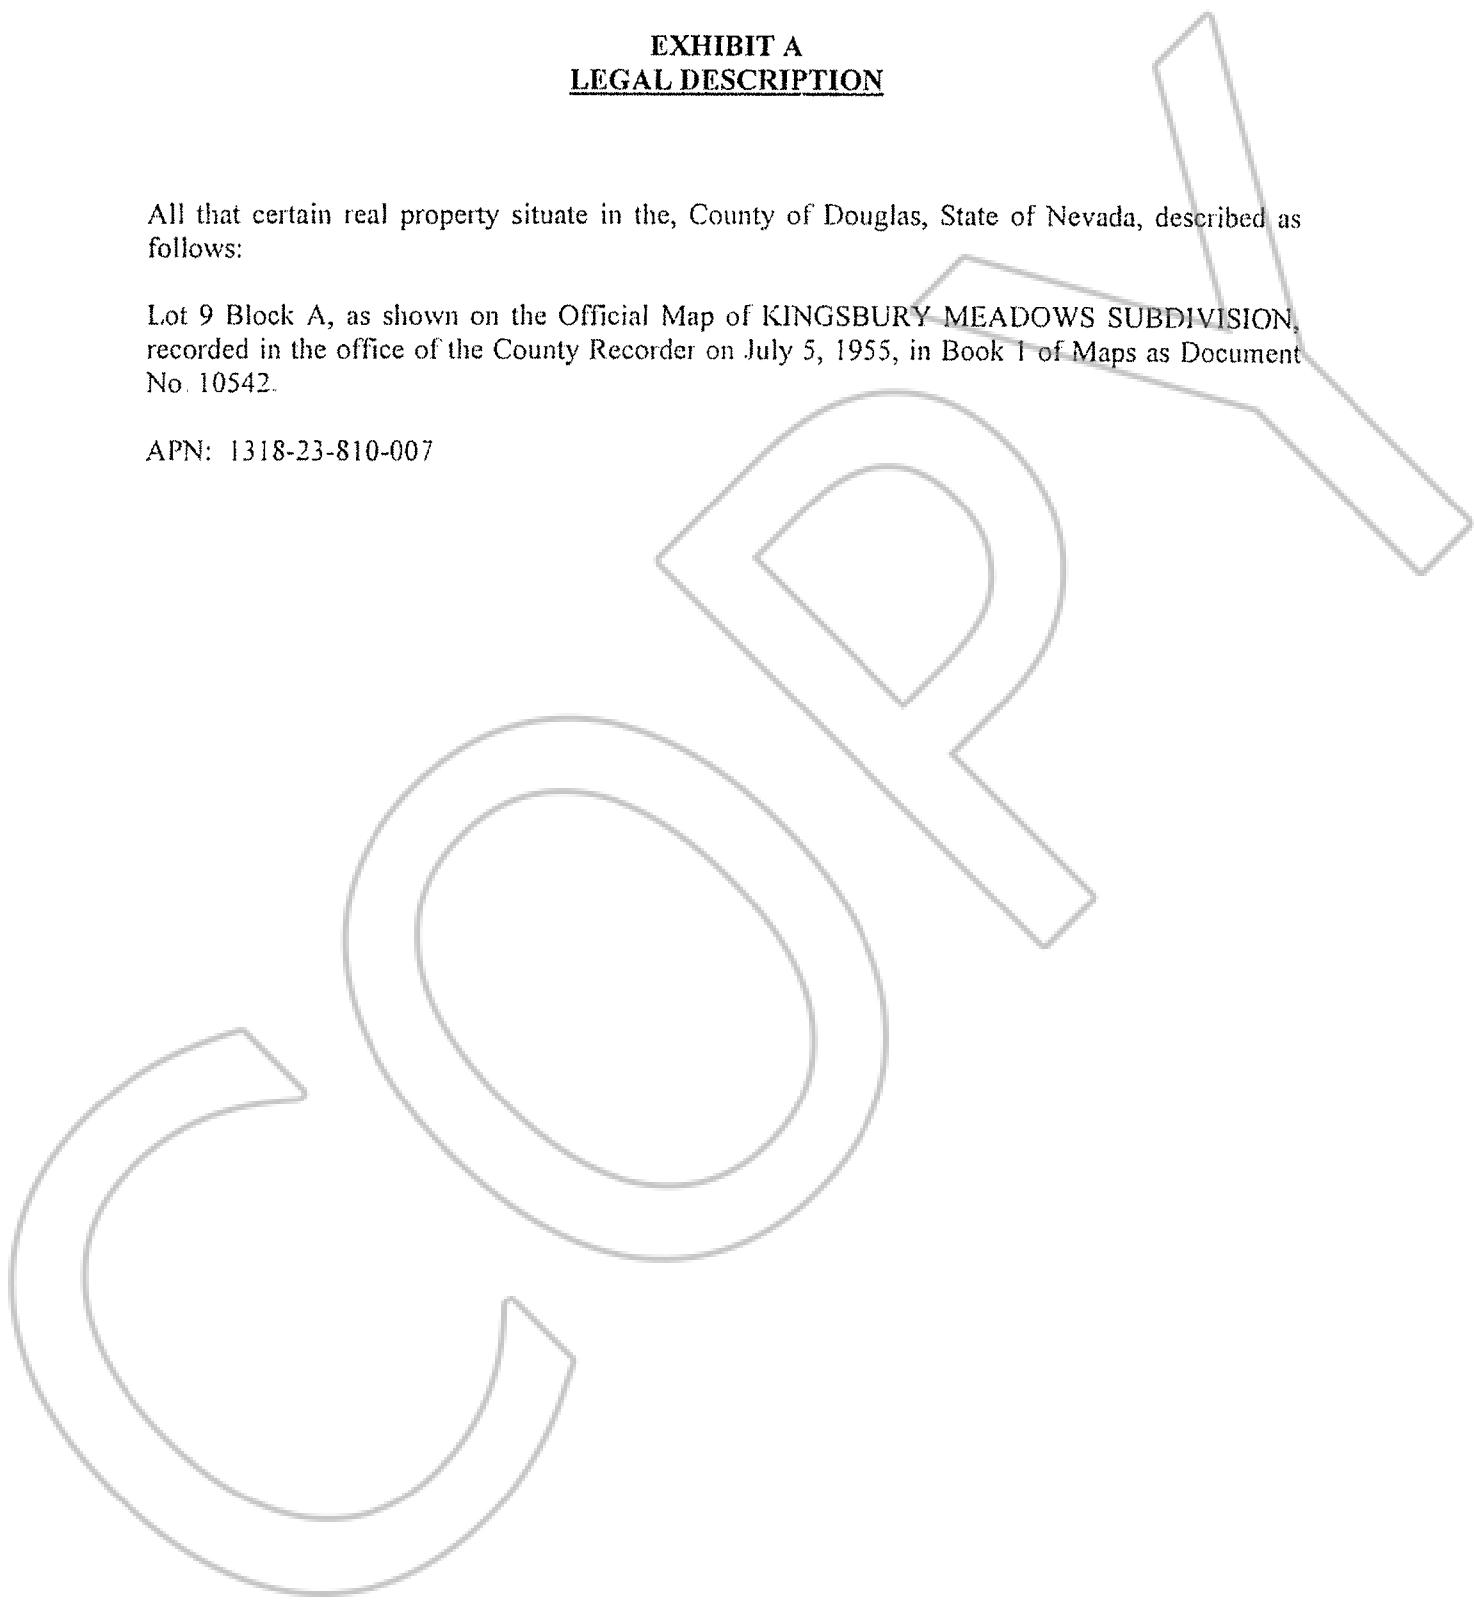 EXHIBIT A
LEGAL DESCRIPTION
All that certain real property situate in the, County of Douglas, State of Nevada, described as
follows:
Lot 9 Block A, as shown on the Official Map of KINGSBURY MEADOWS SUBDIVISION,
recorded in the office of the County Recorder on July 5, 1955, in Book 1 of Maps as Document
No. 10542.
APN: 1318-23-810-007
COPY